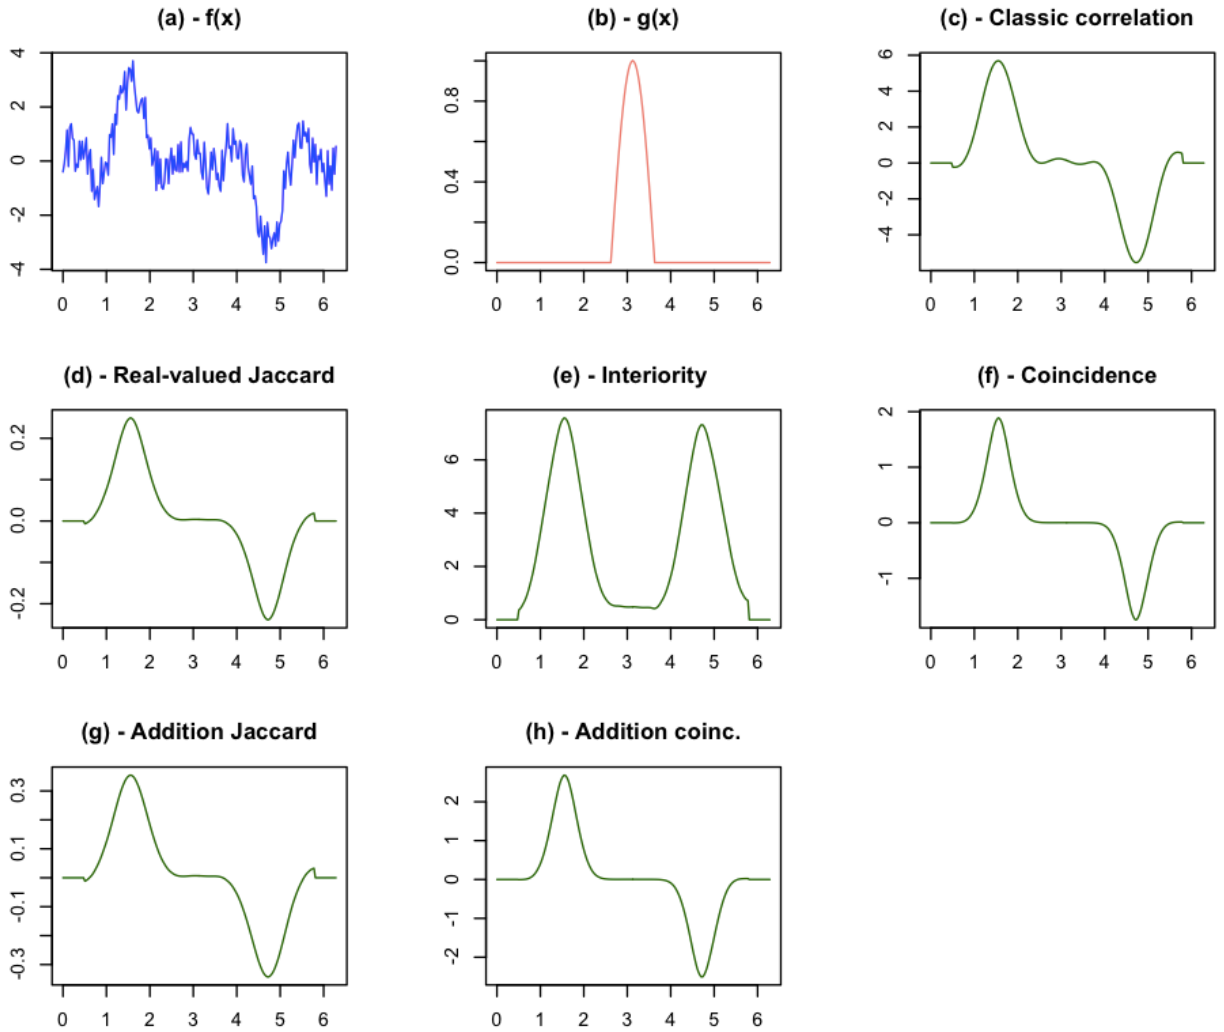 (a) - f(x)
4
2
0
-2
-4
0 1 2 3 4 5 6
(b) - g(x)
0.8
0.4
0.0
0 1 2 3 4 5 6
(c) - Classic correlation
6
4
2
0
-2
-4
0 1 2 3 4 5 6
(d) - Real-valued Jaccard
0.2
0.0
-0.2
0 1 2 3 4 5 6
(e) - Interiority
6
4
2
0
0 1 2 3 4 5 6
(f) - Coincidence
2
1
0
-1
0 1 2 3 4 5 6
(g) - Addition Jaccard
0.3
0.1
-0.1
-0.3
0 1 2 3 4 5 6
(h) - Addition coinc.
2
1
0
-1
-2
0 1 2 3 4 5 6